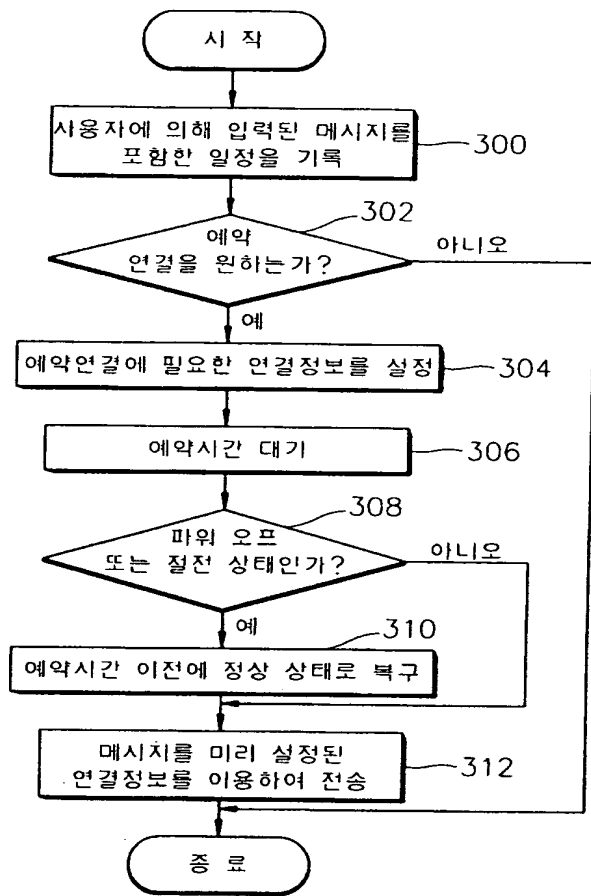 시 작
사용자에 의해 입력된 메시지를
포함한 일정을 기록
300
302
예약
연결을 원하는가?
아니오
예
예약연결에 필요한 연결정보를 설정
304
예약시간 대기
306
308
파워 오프
또는 절전 상태인가?
아니오
예
310
예약시간 이전에 정상 상태로 복구
메시지를 미리 설정된
연결정보를 이용하여 전송
312
종 료